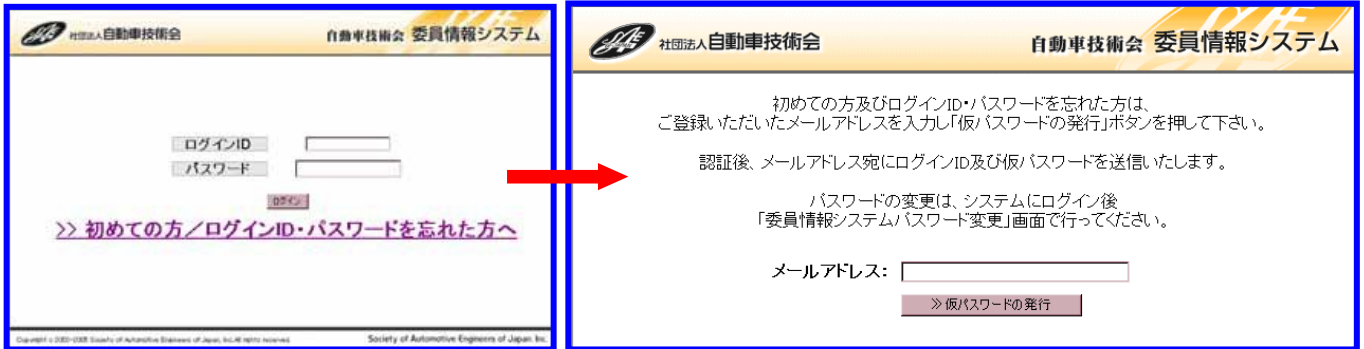 社団法人自動車技術会
自動車技術会 委員情報システム
ログインID
パスワード
ログイン
>> 初めての方／ログインID・パスワードを忘れた方へ
Copyright c 2002-2005 Society of Automotive Engineers of Japan, Inc. All rights reserved.
Society of Automotive Engineers of Japan, Inc.
社団法人自動車技術会
自動車技術会 委員情報システム
初めての方及びログインID・パスワードを忘れた方は、
ご登録いただいたメールアドレスを入力し「仮パスワードの発行」ボタンを押して下さい。
認証後、メールアドレス宛にログインID及び仮パスワードを送信いたします。
パスワードの変更は、システムにログイン後
「委員情報システムパスワード変更」画面で行ってください。
メールアドレス：
≫仮パスワードの発行